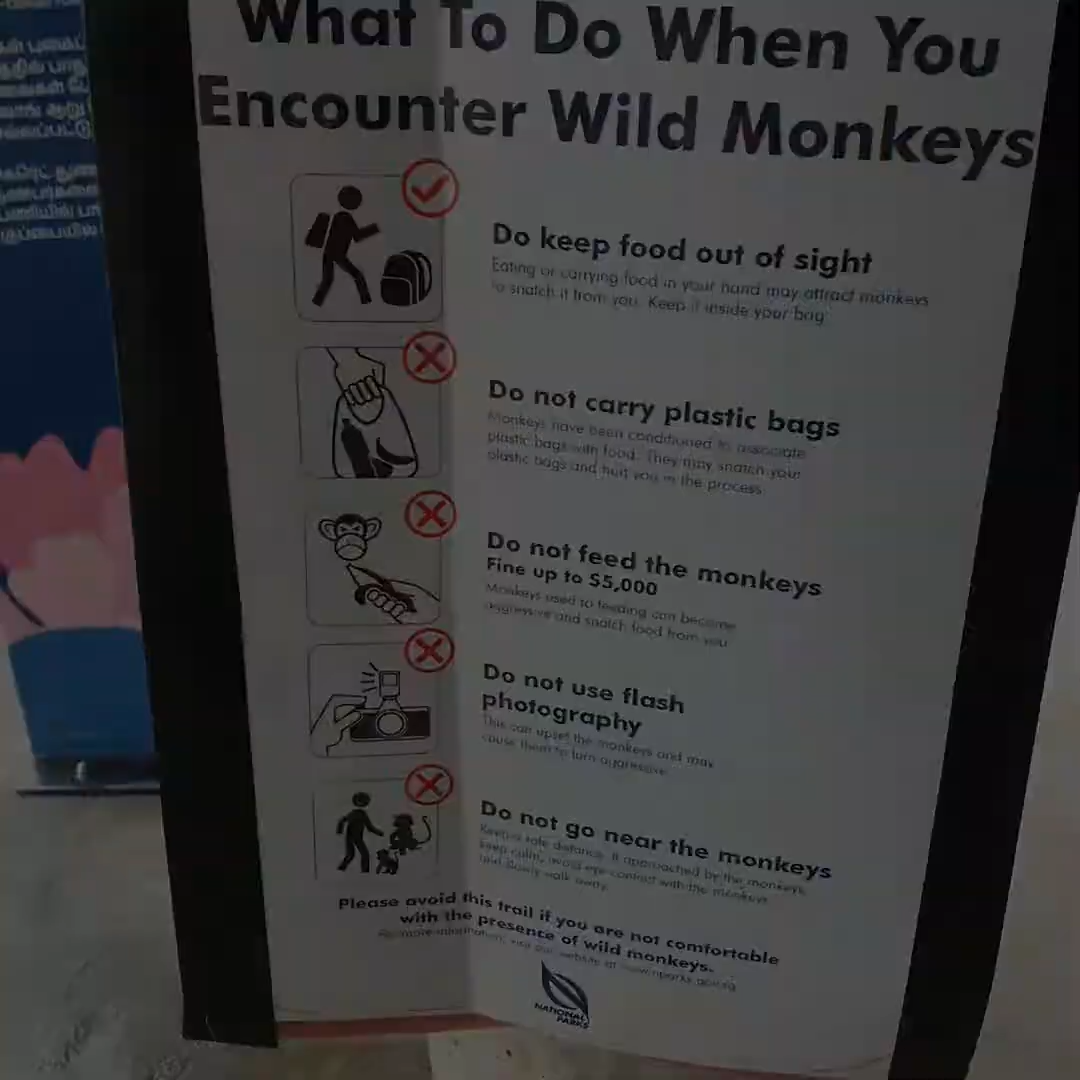 What To Do When You
Encounter Wild Monkeys
Do keep food out of sight
Eating or carrying food in your hand may attract monkeys
to snatch it from you. Keep it inside your bag.
Do not carry plastic bags
Monkeys have been conditioned to associate
plastic bags with food. They may snatch your
plastic bags and hurt you in the process.
Do not feed the monkeys
Fine up to $5,000
Monkeys used to feeding can become
aggressive and snatch food from you.
Do not use flash
photography
This can upset the monkeys and may
cause them to turn aggressive.
Do not go near the monkeys
Keep a safe distance. If approached by the monkeys,
keep calm, avoid eye contact with the monkeys
and slowly walk away.
Please avoid this trail if you are not comfortable
with the presence of wild monkeys.
For more information, visit our website at www.nparks.gov.sg
NATIONAL
PARKS